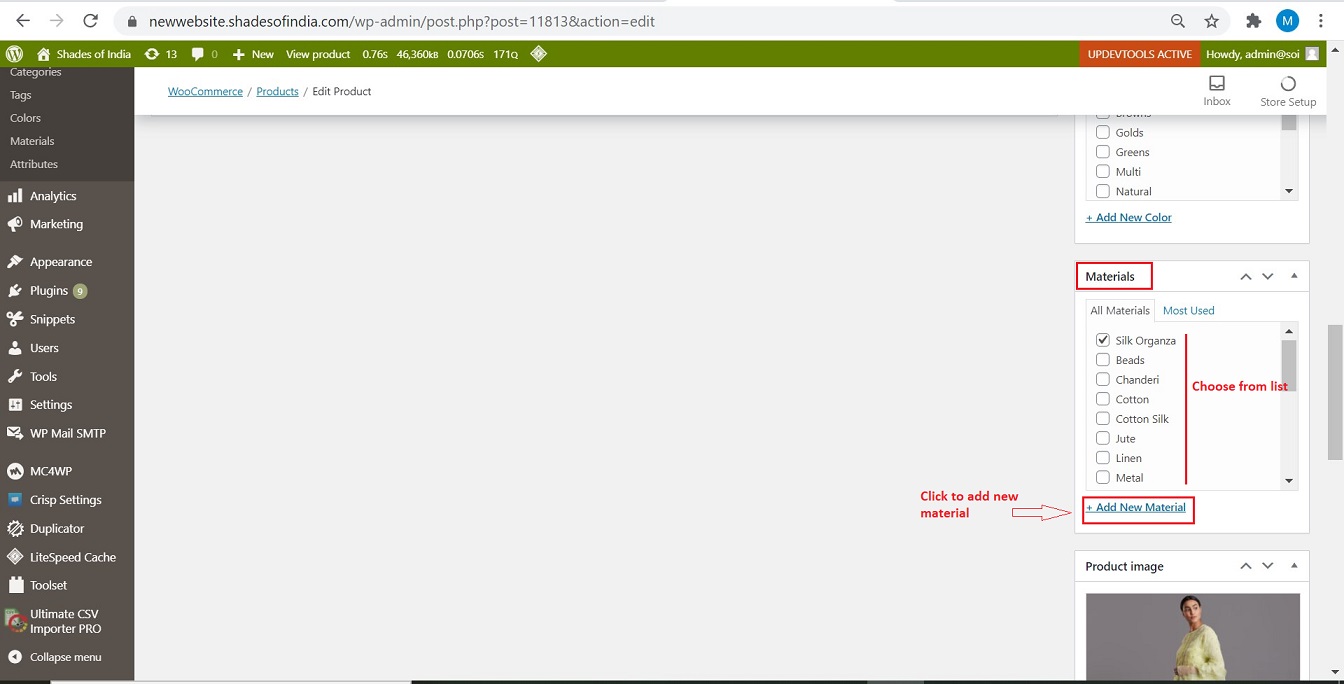 newwebsite.shadesofindia.com/wp-admin/post.php?post=11813&action=edit
M
Shades of India 13 0 New View product 0.76s 46,360KB 0.0706s 171Q UPDEVTOOLS ACTIVE Howdy, admin@soi
Categories
Tags
Colors
Materials
Attributes
Analytics
Marketing
Appearance
Plugins 9
Snippets
Users
Tools
Settings
WP Mail SMTP
MC4WP
Crisp Settings
Duplicator
LiteSpeed Cache
Toolset
Ultimate CSV
Importer PRO
Collapse menu
WooCommerce / Products / Edit Product
Inbox
Store Setup
Browns
Golds
Greens
Multi
Natural
+ Add New Color
Materials
All Materials Most Used
Silk Organza
Beads
Chanderi
Cotton
Cotton Silk
Jute
Linen
Metal
Choose from list
Click to add new
material
+ Add New Material
Product image